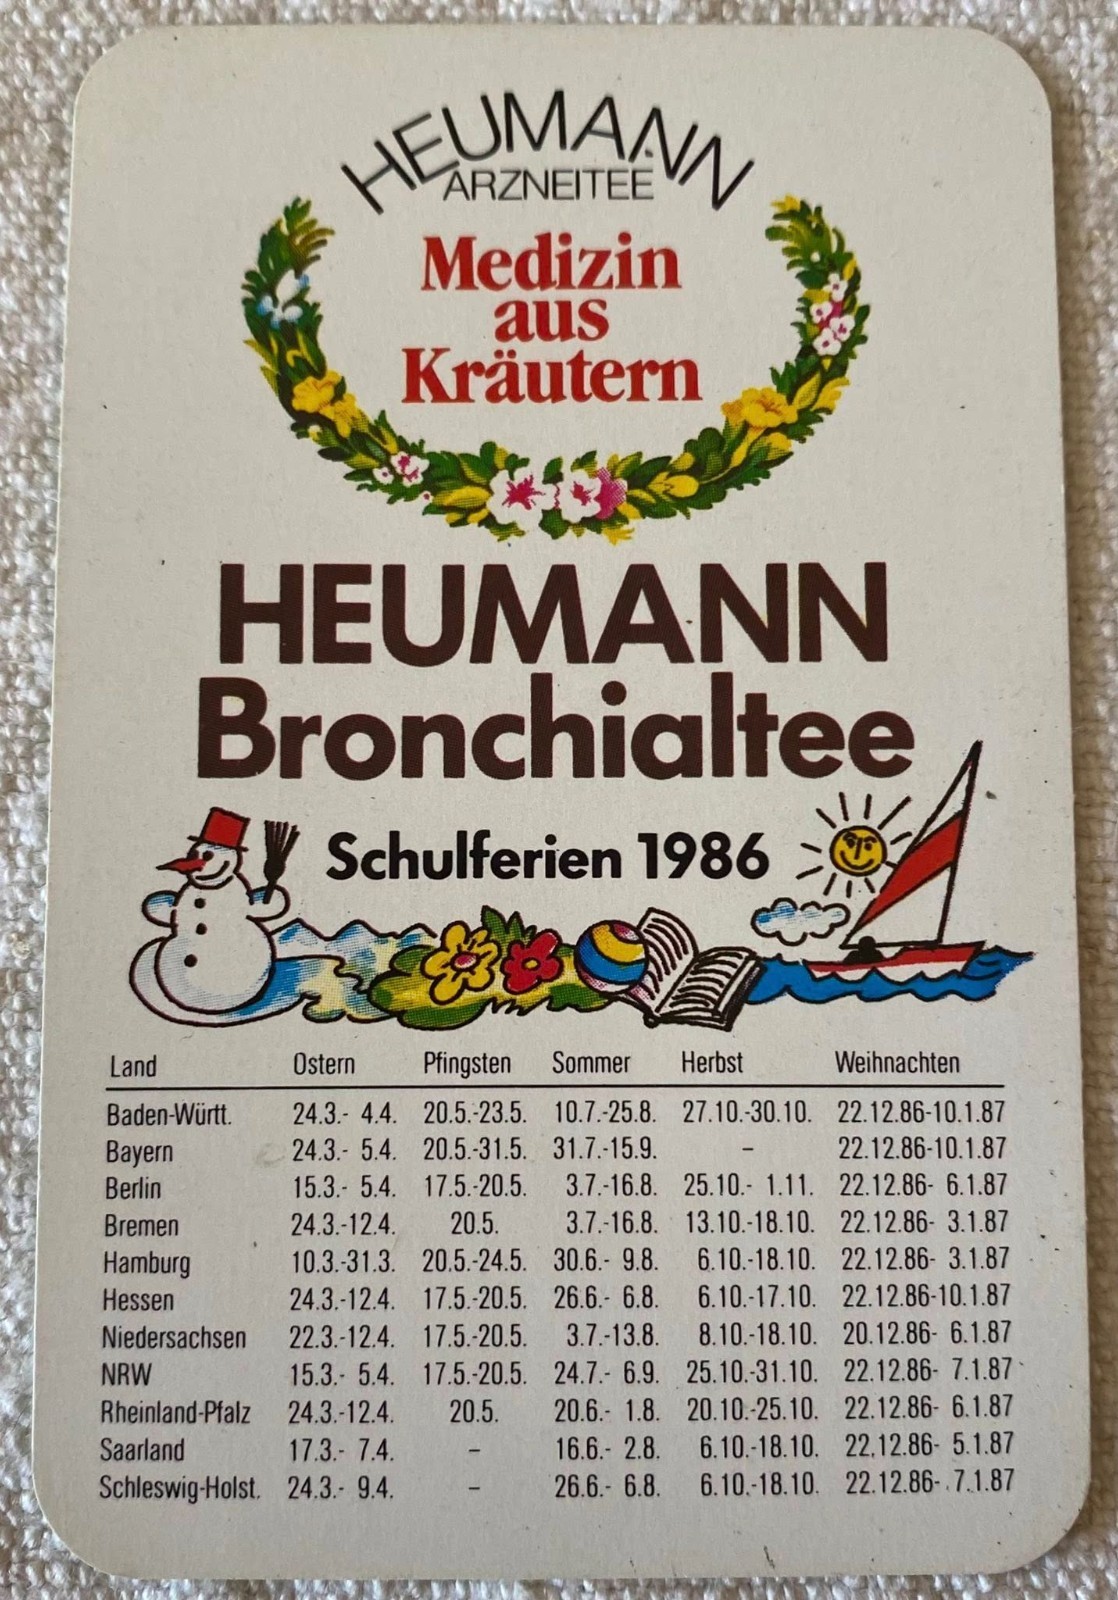 HEUMANN
ARZNEITEE
Medizin
aus
Kräutern
HEUMANN
Bronchialtee
Schulferien 1986
Land Ostern Pfingsten Sommer Herbst Weihnachten
Baden-Württ. 24.3.- 4.4. 20.5.-23.5. 10.7.-25.8. 27.10.-30.10. 22.12.86-10.1.87
Bayern 24.3.- 5.4. 20.5.-31.5. 31.7.-15.9. – 22.12.86-10.1.87
Berlin 15.3.- 5.4. 17.5.-20.5. 3.7.-16.8. 25.10.- 1.11. 22.12.86- 6.1.87
Bremen 24.3.-12.4. 20.5. 3.7.-16.8. 13.10.-18.10. 22.12.86- 3.1.87
Hamburg 10.3.-31.3. 20.5.-24.5. 30.6.- 9.8. 6.10.-18.10. 22.12.86- 3.1.87
Hessen 24.3.-12.4. 17.5.-20.5. 26.6.- 6.8. 6.10.-17.10. 22.12.86-10.1.87
Niedersachsen 22.3.-12.4. 17.5.-20.5. 3.7.-13.8. 8.10.-18.10. 20.12.86- 6.1.87
NRW 15.3.- 5.4. 17.5.-20.5. 24.7.- 6.9. 25.10.-31.10. 22.12.86- 7.1.87
Rheinland-Pfalz 24.3.-12.4. 20.5. 20.6.- 1.8. 20.10.-25.10. 22.12.86- 6.1.87
Saarland 17.3.- 7.4. – 16.6.- 2.8. 6.10.-18.10. 22.12.86- 5.1.87
Schleswig-Holst. 24.3.- 9.4. – 26.6.- 6.8. 6.10.-18.10. 22.12.86- 7.1.87